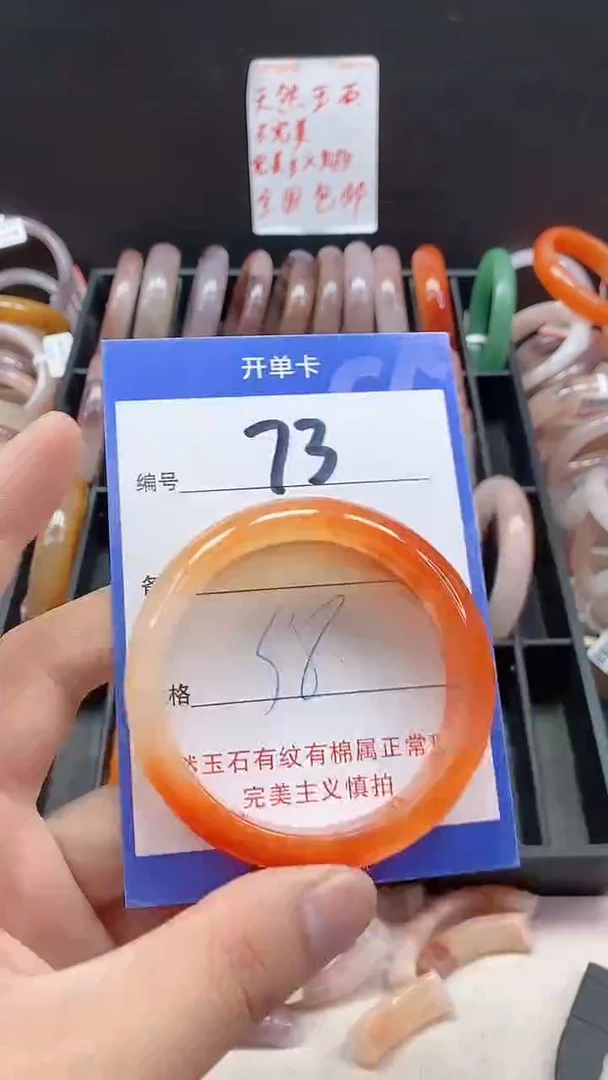 天然玉石
不完美
完美主义勿拍
全国包邮
开单卡
编号 73
格 58
玉石有纹有棉属正常
完美主义慎拍